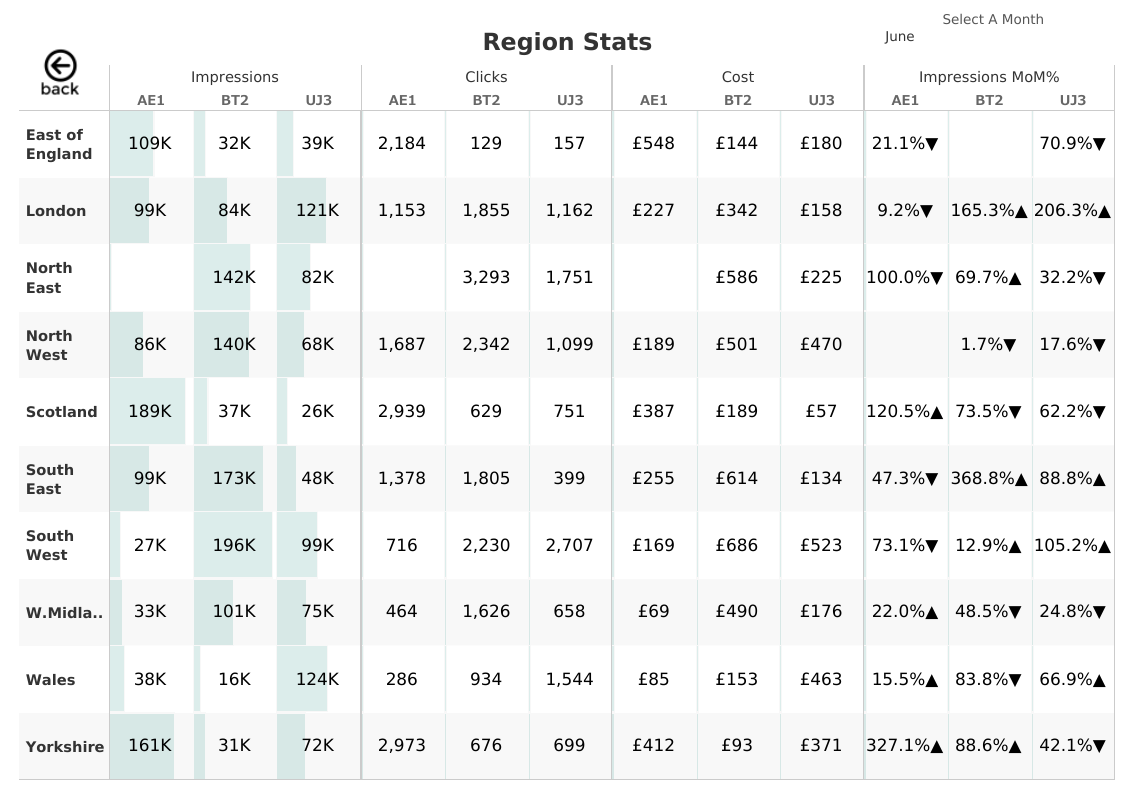 Select A Month
Region Stats
June
back
Impressions Clicks Cost Impressions MoM%
AE1 BT2 UJ3 AE1 BT2 UJ3 AE1 BT2 UJ3 AE1 BT2 UJ3
East of
England 109K 32K 39K 2,184 129 157 £548 £144 £180 21.1%▼ 70.9%▼
London 99K 84K 121K 1,153 1,855 1,162 £227 £342 £158 9.2%▼ 165.3%▲ 206.3%▲
North
East 142K 82K 3,293 1,751 £586 £225 100.0%▼ 69.7%▲ 32.2%▼
North
West 86K 140K 68K 1,687 2,342 1,099 £189 £501 £470 1.7%▼ 17.6%▼
Scotland 189K 37K 26K 2,939 629 751 £387 £189 £57 120.5%▲ 73.5%▼ 62.2%▼
South
East 99K 173K 48K 1,378 1,805 399 £255 £614 £134 47.3%▼ 368.8%▲ 88.8%▲
South
West 27K 196K 99K 716 2,230 2,707 £169 £686 £523 73.1%▼ 12.9%▲ 105.2%▲
W.Midla.. 33K 101K 75K 464 1,626 658 £69 £490 £176 22.0%▲ 48.5%▼ 24.8%▼
Wales 38K 16K 124K 286 934 1,544 £85 £153 £463 15.5%▲ 83.8%▼ 66.9%▲
Yorkshire 161K 31K 72K 2,973 676 699 £412 £93 £371 327.1%▲ 88.6%▲ 42.1%▼